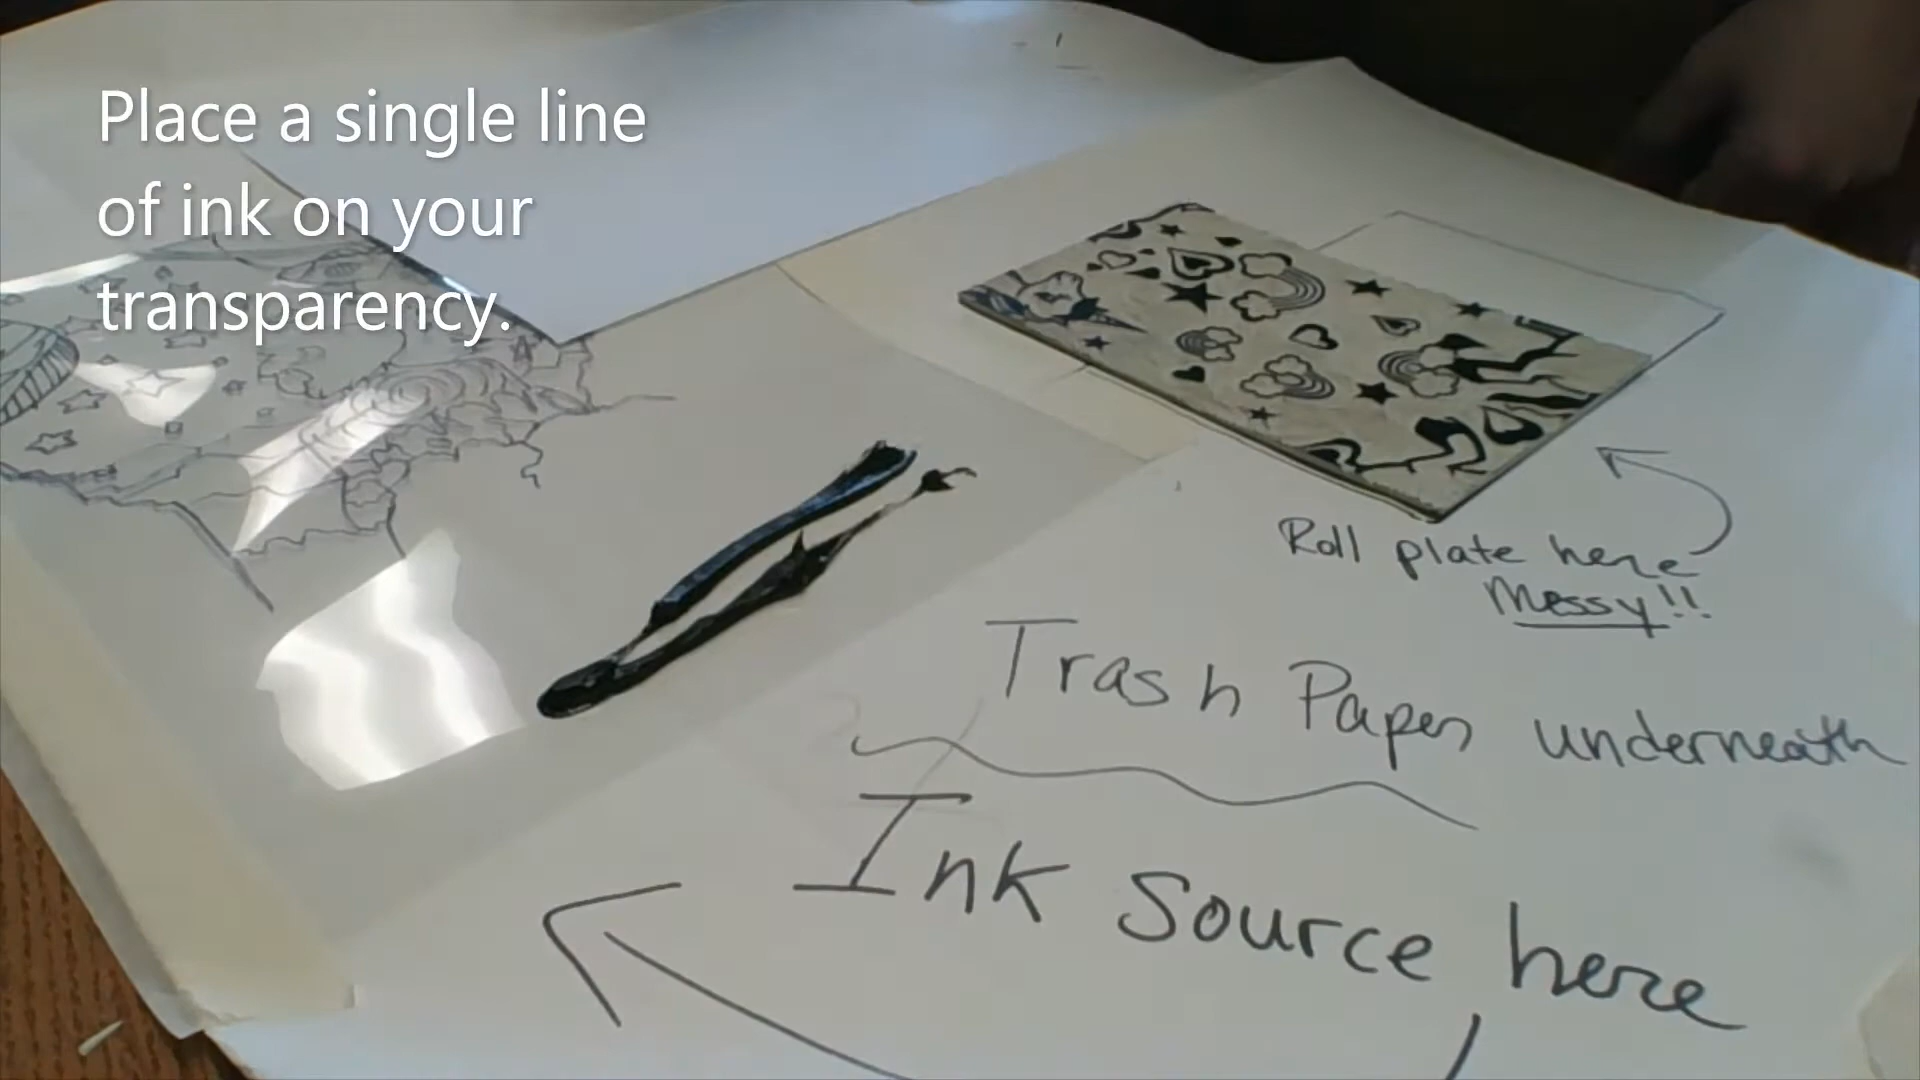 Place a single line
of ink on your
transparency.
Roll plate here
Messy!!
Trash Paper underneath
Ink Source here